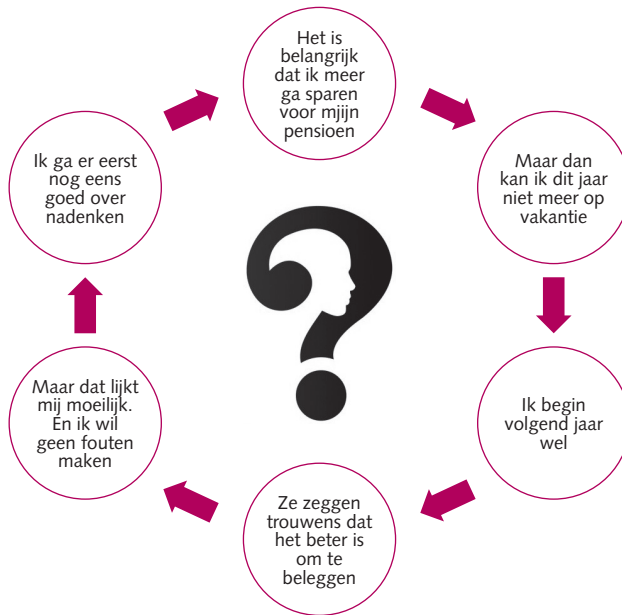 Het is
belangrijk
dat ik meer
ga sparen
voor mjijn
pensioen
Maar dan
kan ik dit jaar
niet meer op
vakantie
Ik begin
volgend jaar
wel
Ze zeggen
trouwens dat
het beter is
om te
beleggen
Maar dat lijkt
mij moeilijk.
En ik wil
geen fouten
maken
Ik ga er eerst
nog eens
goed over
nadenken